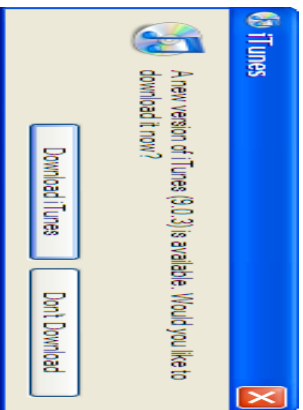 iTunes
A new version of iTunes (9.0.3) is available. Would you like to
download it now?
Download iTunes
Don't Download